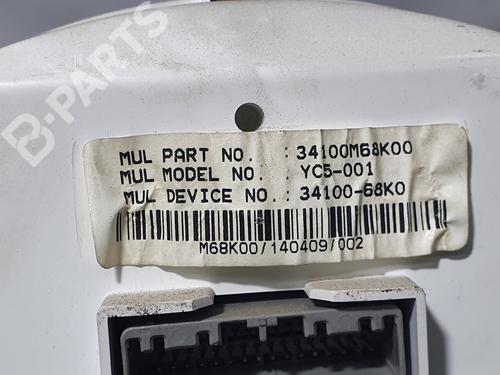 B-PARTS
MUL PART NO. : 34100M68K00
MUL MODEL NO. : YC5-001
MUL DEVICE NO. : 34100-68K0
M68K00/140409/002